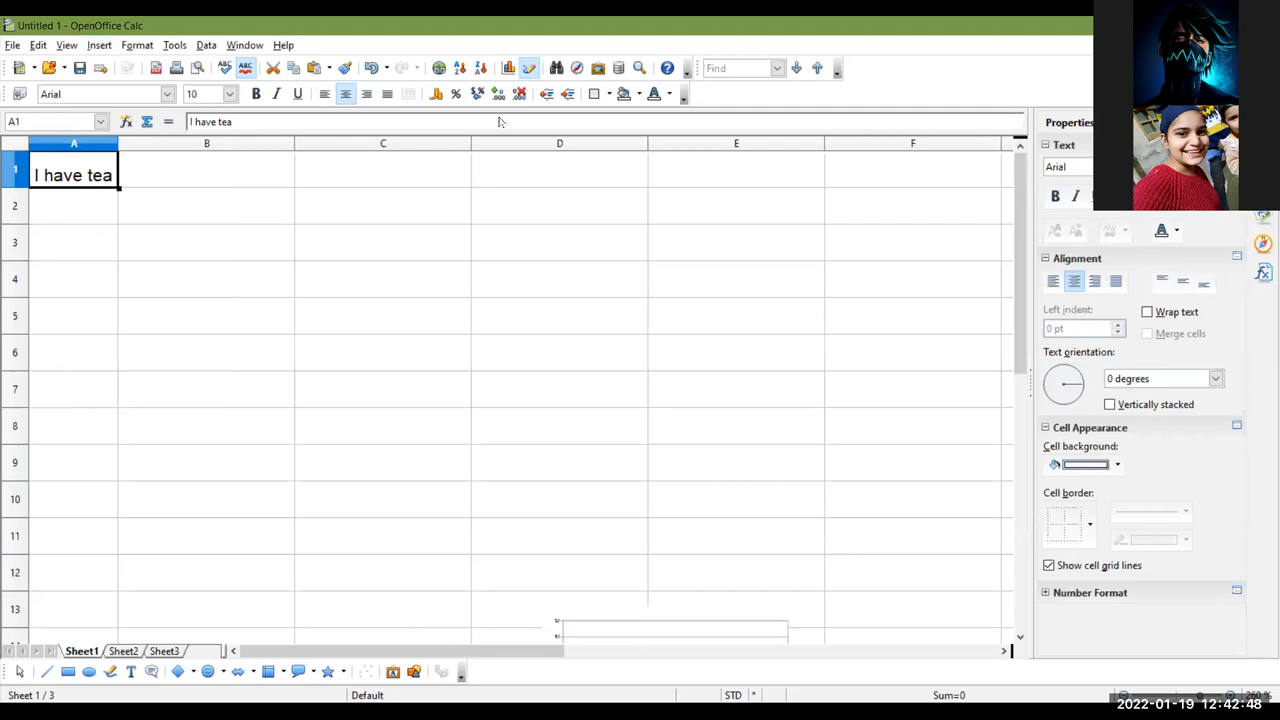 Untitled 1 - OpenOffice Calc
File Edit View Insert Format Tools Data Window Help
Find
Arial 10
A1 I have tea
A B C D E F
1 I have tea
2
3
4
5
6
7
8
9
10
11
12
13
Properties
Text
Arial
Alignment
Left indent:
0 pt
Wrap text
Merge cells
Text orientation:
0 degrees
Vertically stacked
Cell Appearance
Cell background:
Cell border:
Show cell grid lines
Number Format
Sheet1 Sheet2 Sheet3
Sheet 1 / 3 Default STD * Sum=0 260 %
2022-01-19 12:42:48